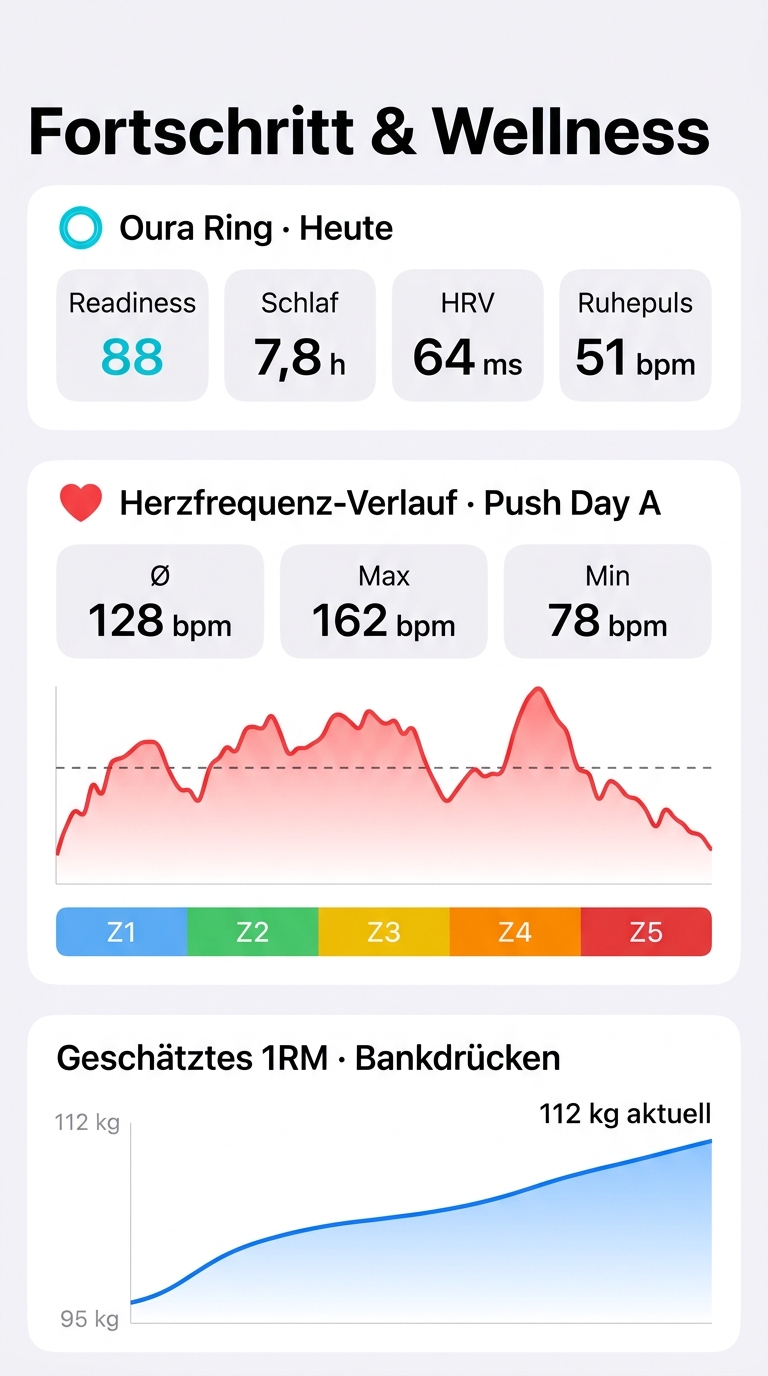 Fortschritt & Wellness
Oura Ring · Heute
Readiness Schlaf HRV Ruhepuls
88 7,8 h 64 ms 51 bpm
Herzfrequenz-Verlauf · Push Day A
Ø Max Min
128 bpm 162 bpm 78 bpm
Z1 Z2 Z3 Z4 Z5
Geschätztes 1RM · Bankdrücken
112 kg aktuell
112 kg
95 kg